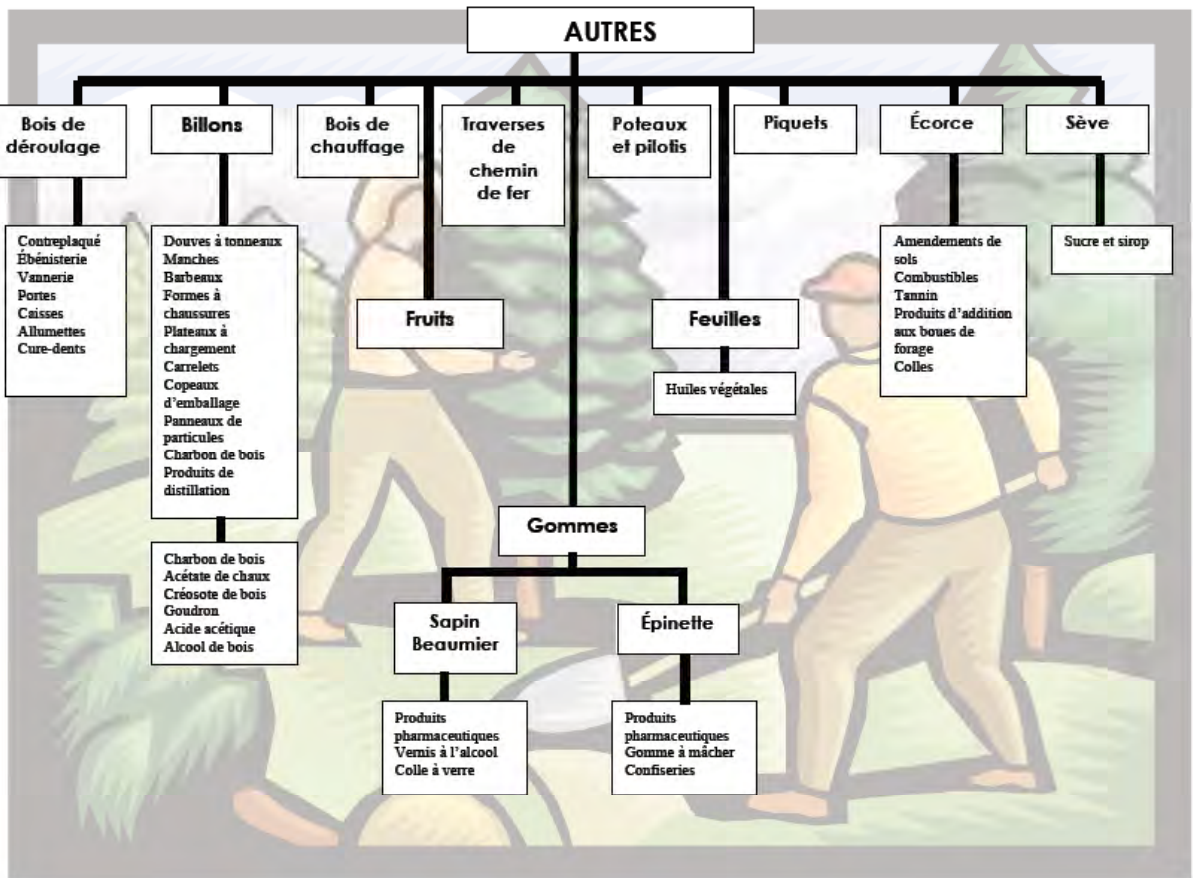 AUTRES
Bois de
déroulage
Billons
Bois de
chauffage
Traverses
de
chemin
de fer
Poteaux
et pilotis
Piquets
Écorce
Sève
Contreplaqué
Ébénisterie
Vannerie
Portes
Caisses
Allumettes
Cure-dents
Douves à tonneaux
Manches
Barbeaux
Formes à
chaussures
Plateaux à
chargement
Carrelets
Copeaux
d'emballage
Panneaux de
particules
Charbon de bois
Produits de
distillation
Charbon de bois
Acétate de chaux
Créosote de bois
Goudron
Acide acétique
Alcool de bois
Fruits
Feuilles
Huiles végétales
Amendements de
sols
Combustibles
Tannin
Produits d'addition
aux boues de
forage
Colles
Sucre et sirop
Gommes
Sapin
Beaumier
Épinette
Produits
pharmaceutiques
Vernis à l'alcool
Colle à verre
Produits
pharmaceutiques
Gomme à mâcher
Confiseries